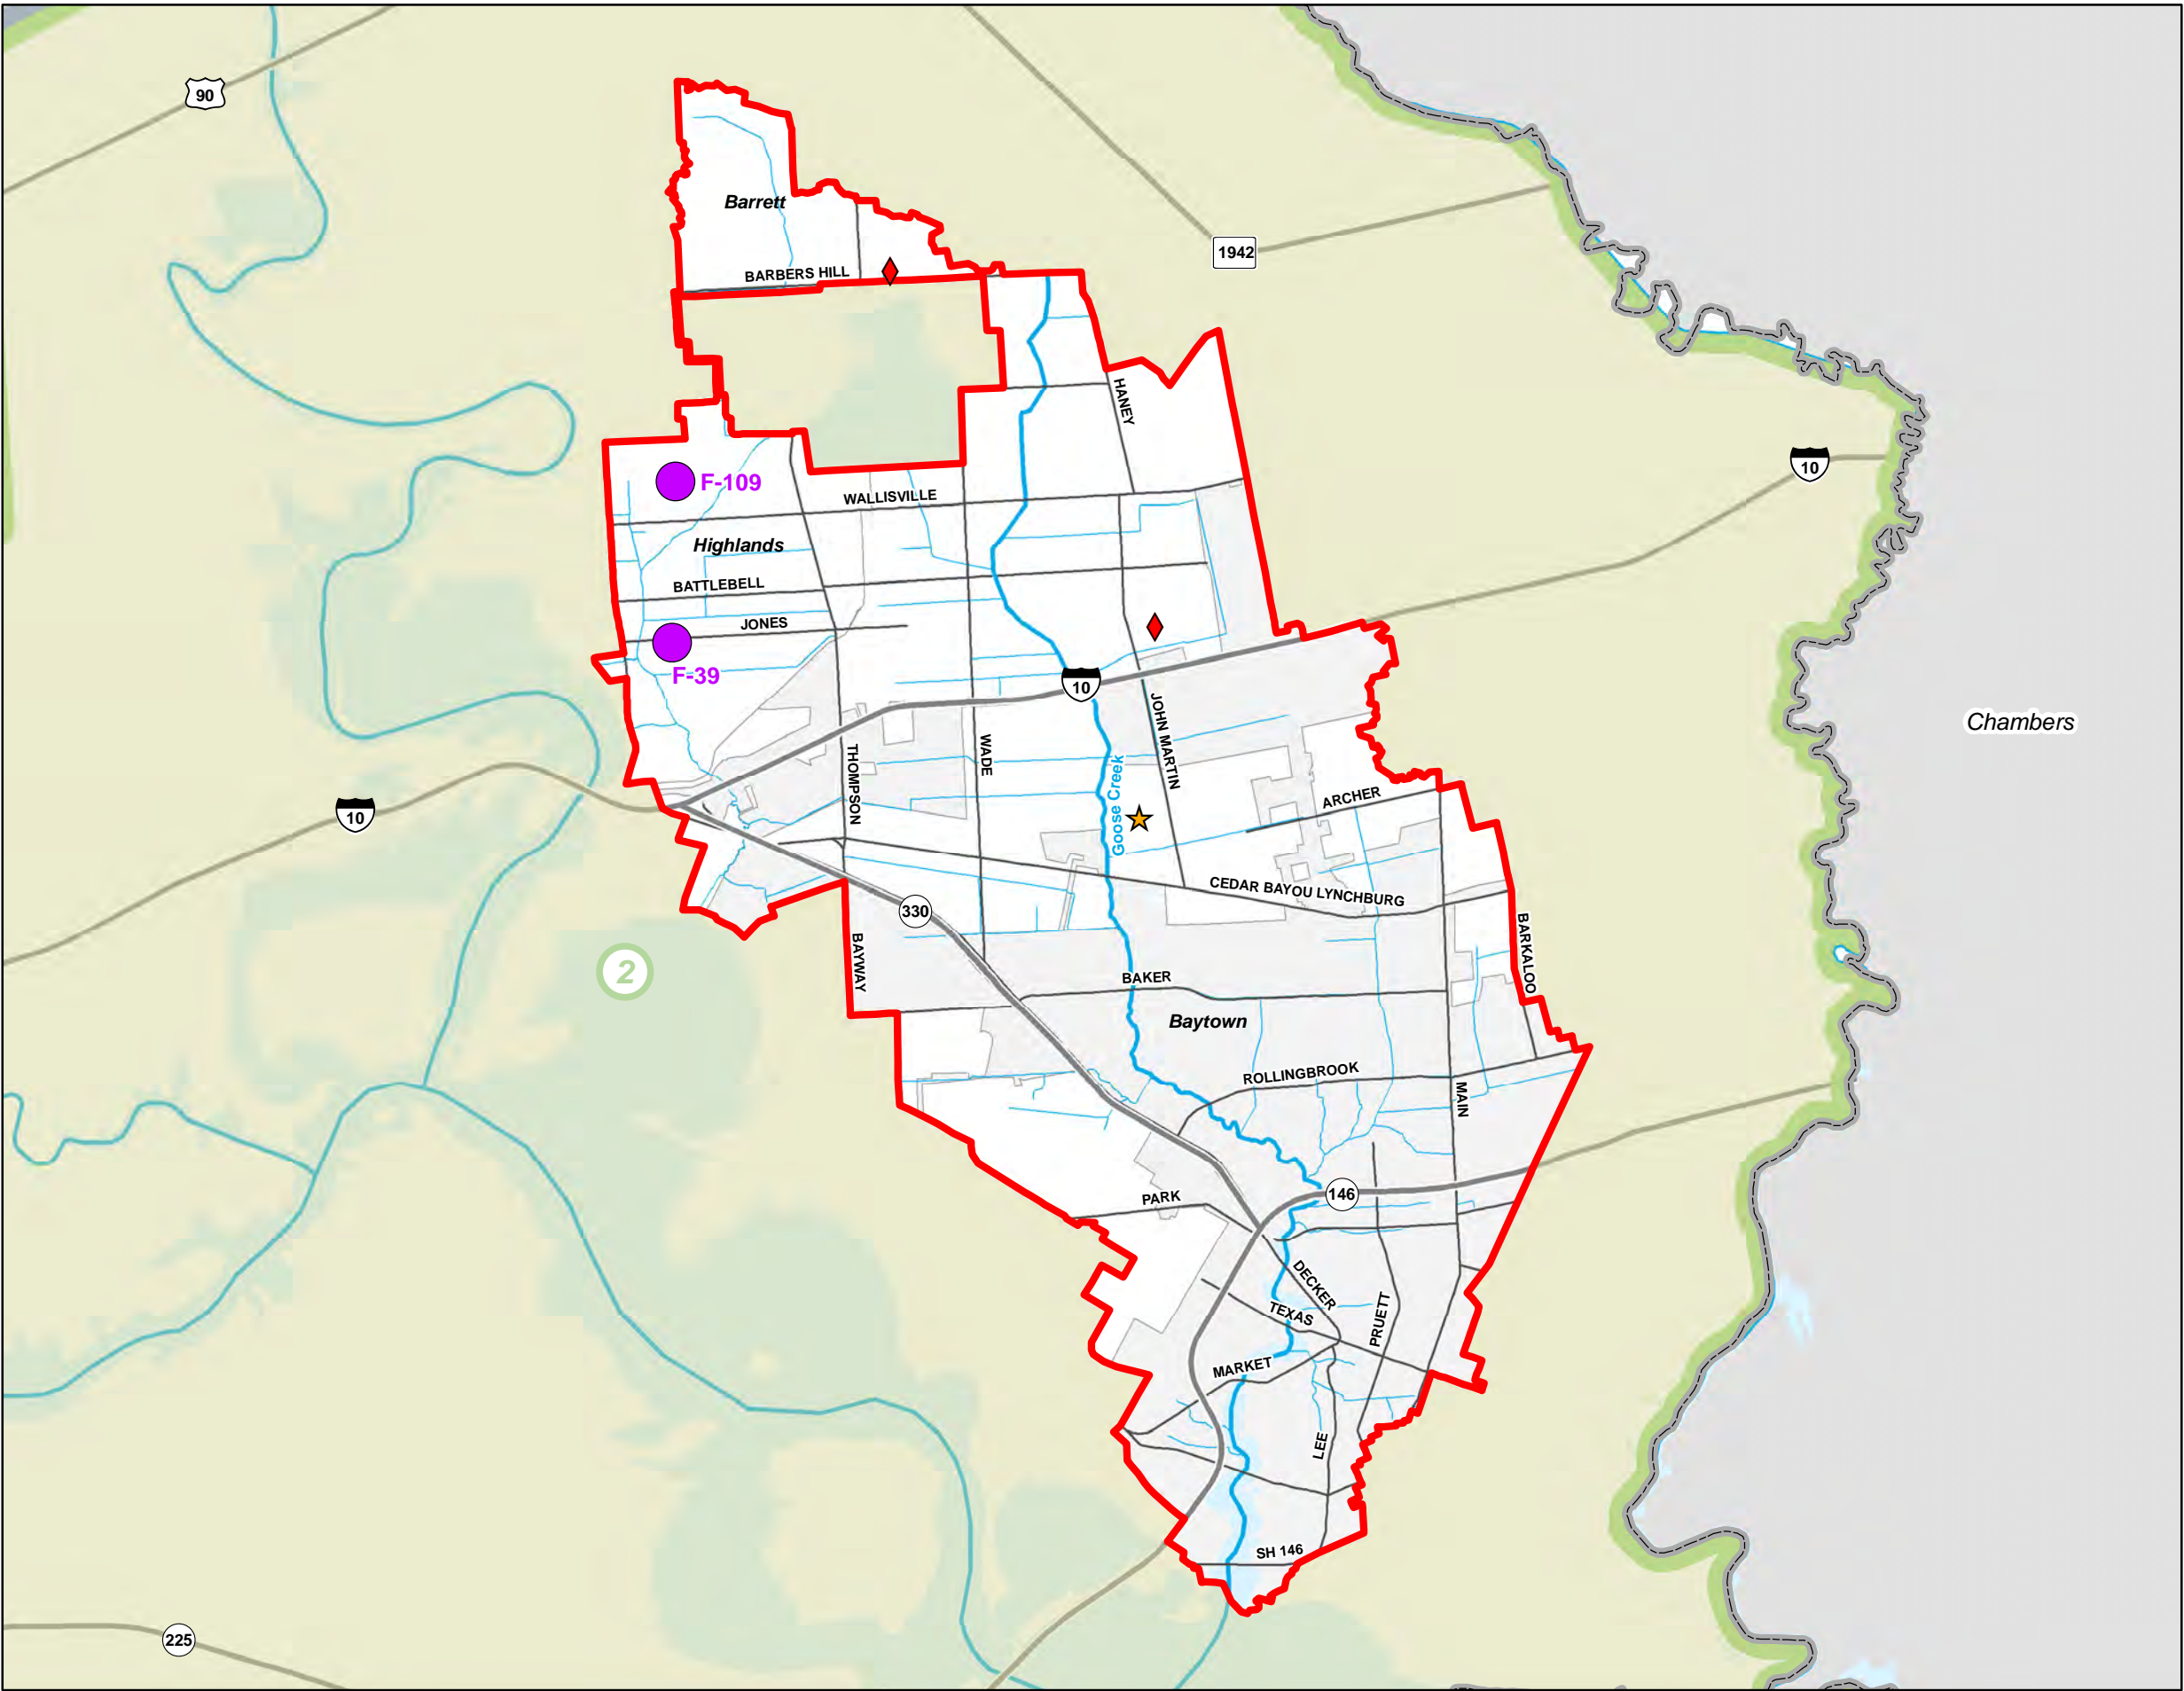 90
Barrett
1942
BARBERS HILL
HANEY
10
F-109
WALLISVILLE
Highlands
BATTLEBELL
JONES
F-39
10
JOHN MARTIN
Chambers
THOMPSON
WADE
Goose Creek
10
ARCHER
CEDAR BAYOU LYNCHBURG
330
BARKALOO
BAYWAY
2
BAKER
Baytown
ROLLINGBROOK
MAIN
PARK
146
DECKER
TEXAS
PRUETT
MARKET
LEE
SH 146
225